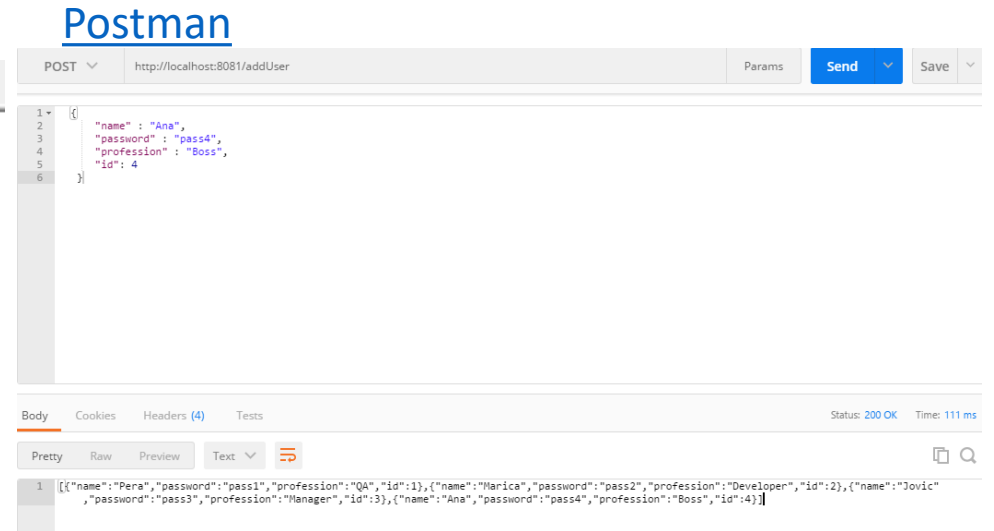 Postman
POST http://localhost:8081/addUser Params Send Save
1 {
2 "name" : "Ana",
3 "password" : "pass4",
4 "profession" : "Boss",
5 "id": 4
6 }
Body Cookies Headers (4) Tests Status: 200 OK Time: 111 ms
Pretty Raw Preview Text
1 [{"name":"Pera","password":"pass1","profession":"QA","id":1},{"name":"Marica","password":"pass2","profession":"Developer","id":2},{"name":"Jovic"
,"password":"pass3","profession":"Manager","id":3},{"name":"Ana","password":"pass4","profession":"Boss","id":4}]